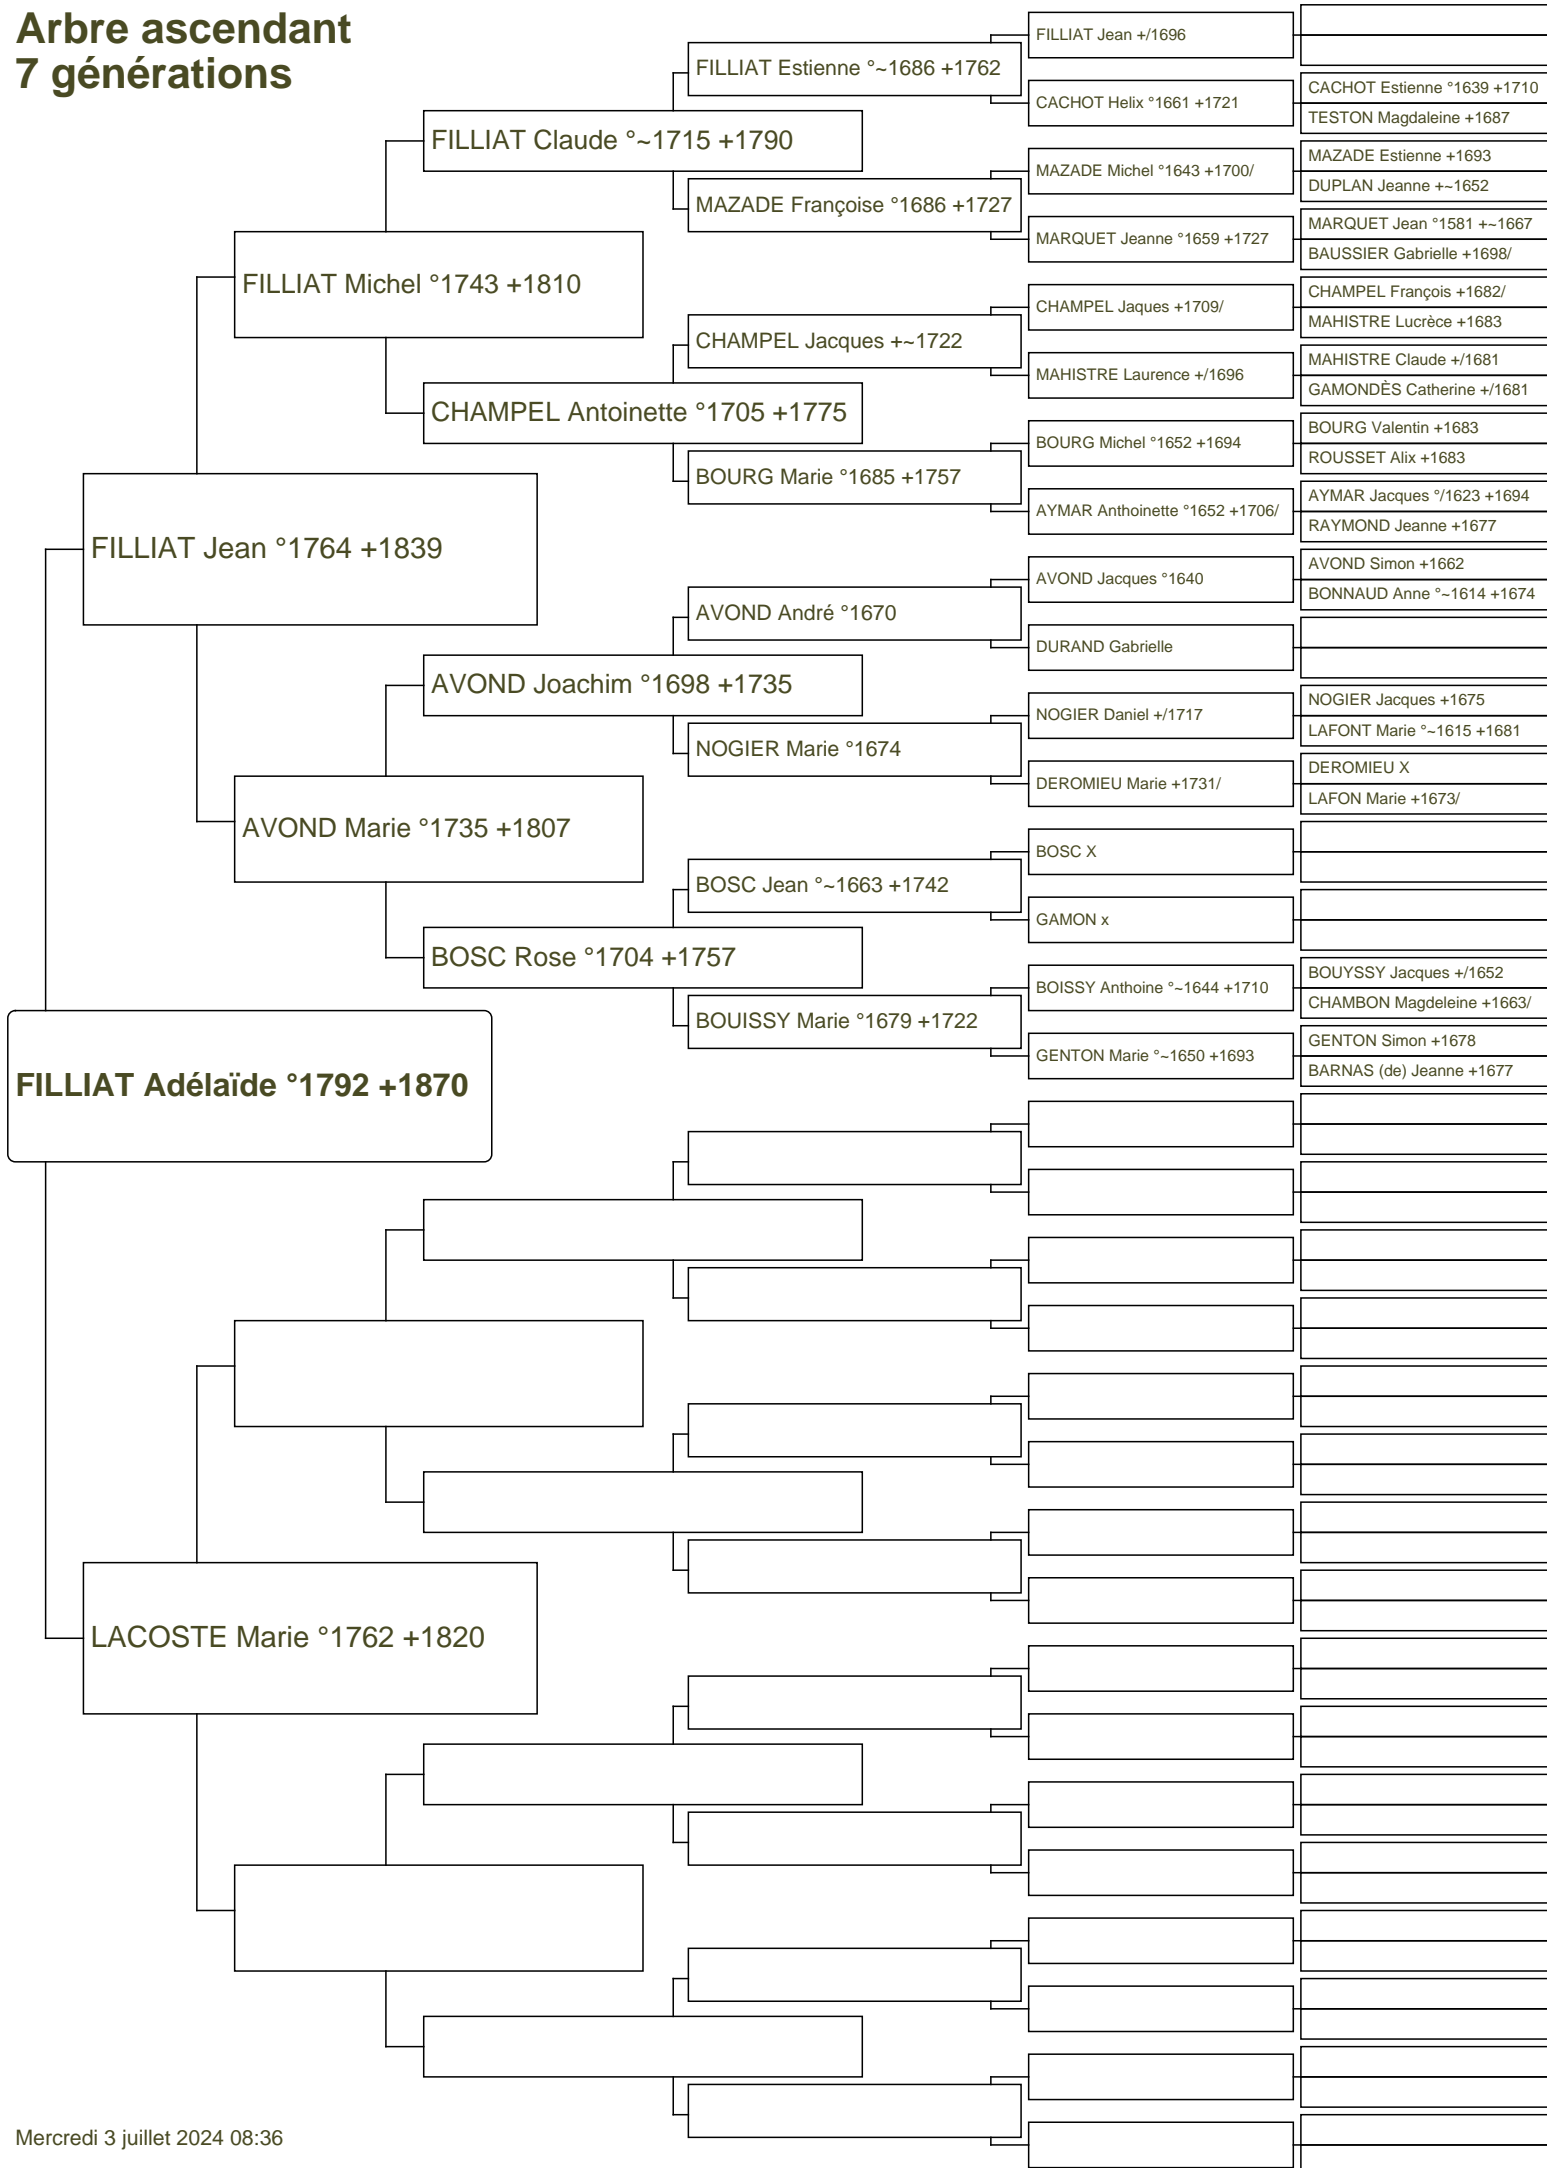 Arbre ascendant
7 générations
FILLIAT Adélaïde °1792 +1870
FILLIAT Jean °1764 +1839
LACOSTE Marie °1762 +1820
FILLIAT Michel °1743 +1810
AVOND Marie °1735 +1807
FILLIAT Claude °~1715 +1790
CHAMPEL Antoinette °1705 +1775
AVOND Joachim °1698 +1735
BOSC Rose °1704 +1757
FILLIAT Estienne °~1686 +1762
MAZADE Françoise °1686 +1727
CHAMPEL Jacques +~1722
BOURG Marie °1685 +1757
AVOND André °1670
NOGIER Marie °1674
BOSC Jean °~1663 +1742
BOUISSY Marie °1679 +1722
FILLIAT Jean +/1696
CACHOT Helix °1661 +1721
MAZADE Michel °1643 +1700/
MARQUET Jeanne °1659 +1727
CHAMPEL Jaques +1709/
MAHISTRE Laurence +/1696
BOURG Michel °1652 +1694
AYMAR Anthoinette °1652 +1706/
AVOND Jacques °1640
DURAND Gabrielle
NOGIER Daniel +/1717
DEROMIEU Marie +1731/
BOSC X
GAMON x
BOISSY Anthoine °~1644 +1710
GENTON Marie °~1650 +1693
CACHOT Estienne °1639 +1710
TESTON Magdaleine +1687
MAZADE Estienne +1693
DUPLAN Jeanne +~1652
MARQUET Jean °1581 +~1667
BAUSSIER Gabrielle +1698/
CHAMPEL François +1682/
MAHISTRE Lucrèce +1683
MAHISTRE Claude +/1681
GAMONDÈS Catherine +/1681
BOURG Valentin +1683
ROUSSET Alix +1683
AYMAR Jacques °/1623 +1694
RAYMOND Jeanne +1677
AVOND Simon +1662
BONNAUD Anne °~1614 +1674
NOGIER Jacques +1675
LAFONT Marie °~1615 +1681
DEROMIEU X
LAFON Marie +1673/
BOUYSSY Jacques +/1652
CHAMBON Magdeleine +1663/
GENTON Simon +1678
BARNAS (de) Jeanne +1677
Mercredi 3 juillet 2024 08:36